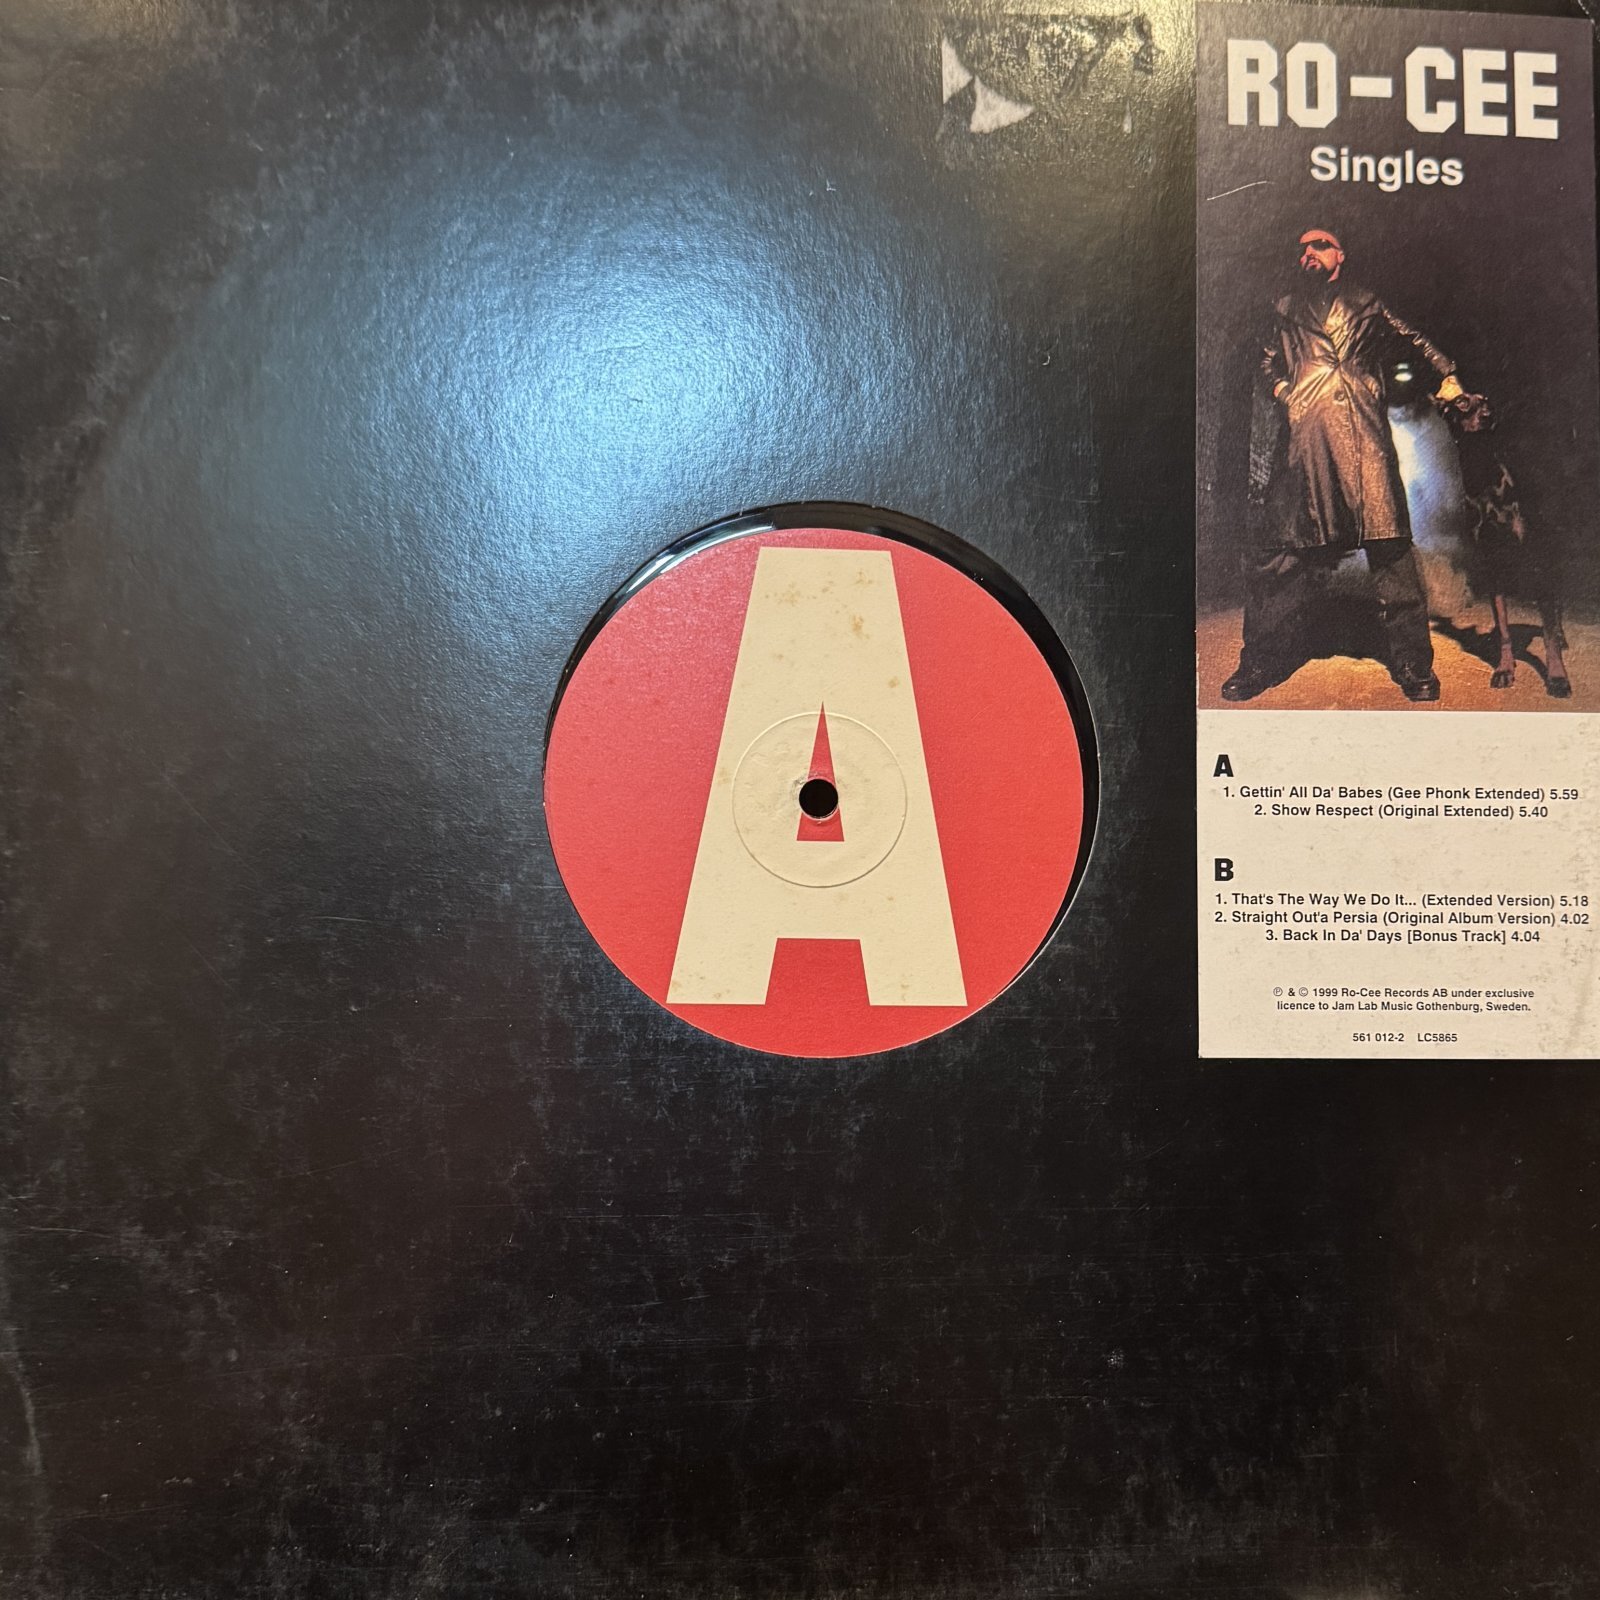 RO-CEE
Singles
A
A
1. Gettin' All Da' Babes (Gee Phonk Extended) 5.59
2. Show Respect (Original Extended) 5.40
B
1. That's The Way We Do It... (Extended Version) 5.18
2. Straight Out'a Persia (Original Album Version) 4.02
3. Back In Da' Days [Bonus Track] 4.04
℗ & © 1999 Ro-Cee Records AB under exclusive
licence to Jam Lab Music Gothenburg, Sweden.
561 012-2 LC5865